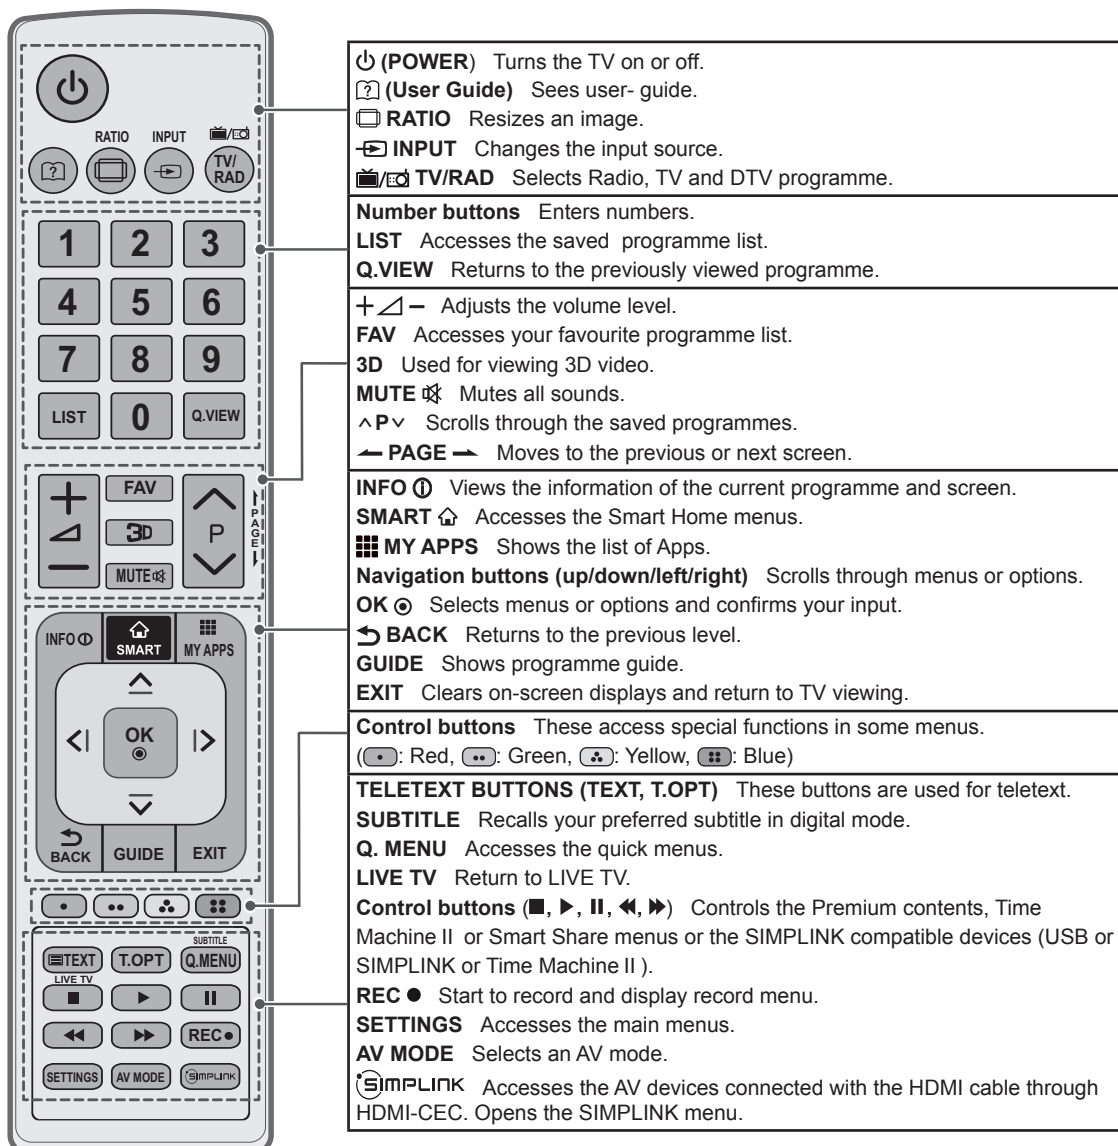 RATIO INPUT
TV/
RAD
1 2 3
4 5 6
7 8 9
LIST 0 Q.VIEW
FAV
3D
P
PAGE
MUTE
INFO
SMART
MY APPS
OK
BACK
GUIDE
EXIT
SUBTITLE
TEXT T.OPT Q.MENU
LIVE TV
REC
SETTINGS AV MODE SIMPLINK
(POWER) Turns the TV on or off.
(User Guide) Sees user- guide.
RATIO Resizes an image.
INPUT Changes the input source.
TV/RAD Selects Radio, TV and DTV programme.
Number buttons Enters numbers.
LIST Accesses the saved programme list.
Q.VIEW Returns to the previously viewed programme.
+ − Adjusts the volume level.
FAV Accesses your favourite programme list.
3D Used for viewing 3D video.
MUTE Mutes all sounds.
P Scrolls through the saved programmes.
PAGE Moves to the previous or next screen.
INFO Views the information of the current programme and screen.
SMART Accesses the Smart Home menus.
MY APPS Shows the list of Apps.
Navigation buttons (up/down/left/right) Scrolls through menus or options.
OK Selects menus or options and confirms your input.
BACK Returns to the previous level.
GUIDE Shows programme guide.
EXIT Clears on-screen displays and return to TV viewing.
Control buttons These access special functions in some menus.
( : Red, : Green, : Yellow, : Blue)
TELETEXT BUTTONS (TEXT, T.OPT) These buttons are used for teletext.
SUBTITLE Recalls your preferred subtitle in digital mode.
Q. MENU Accesses the quick menus.
LIVE TV Return to LIVE TV.
Control buttons (■, ▶, II, ◀◀, ▶▶) Controls the Premium contents, Time
Machine II or Smart Share menus or the SIMPLINK compatible devices (USB or
SIMPLINK or Time Machine II ).
REC ● Start to record and display record menu.
SETTINGS Accesses the main menus.
AV MODE Selects an AV mode.
SIMPLINK Accesses the AV devices connected with the HDMI cable through
HDMI-CEC. Opens the SIMPLINK menu.